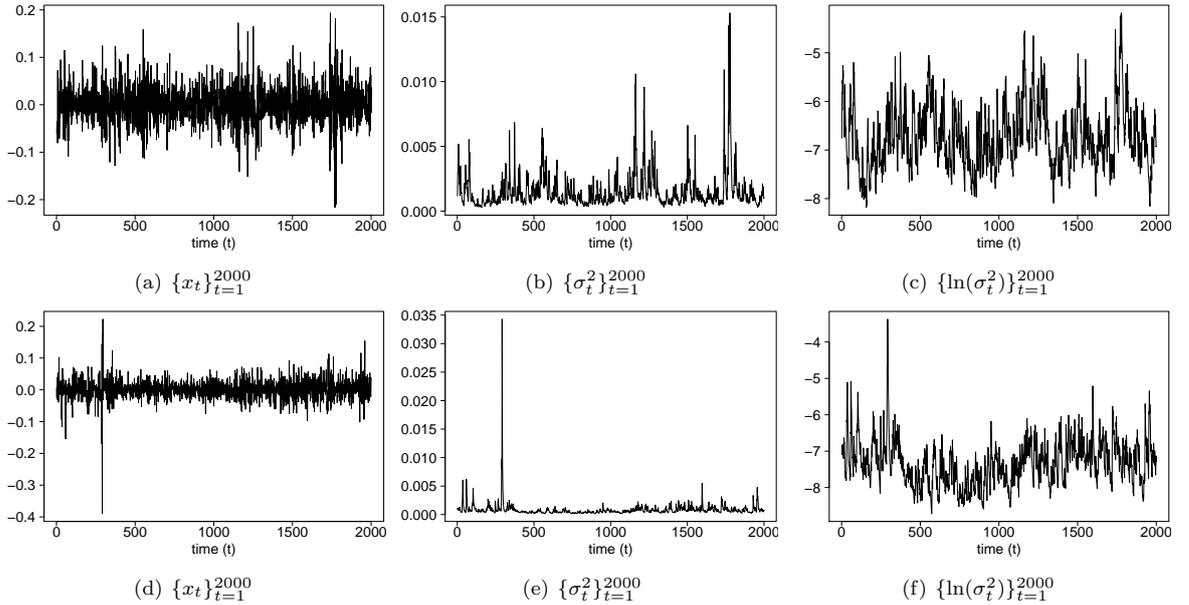 0.2
0.1
0.0
−0.1
−0.2
0 500 1000 1500 2000
time (t)
(a) {x_t}_{t=1}^{2000}
0.015
0.010
0.005
0.000
0 500 1000 1500 2000
time (t)
(b) {σ_t^2}_{t=1}^{2000}
−5
−6
−7
−8
0 500 1000 1500 2000
time (t)
(c) {ln(σ_t^2)}_{t=1}^{2000}
0.2
0.1
0.0
−0.1
−0.2
−0.3
−0.4
0 500 1000 1500 2000
time (t)
(d) {x_t}_{t=1}^{2000}
0.035
0.030
0.025
0.020
0.015
0.010
0.005
0.000
0 500 1000 1500 2000
time (t)
(e) {σ_t^2}_{t=1}^{2000}
−4
−5
−6
−7
−8
0 500 1000 1500 2000
time (t)
(f) {ln(σ_t^2)}_{t=1}^{2000}